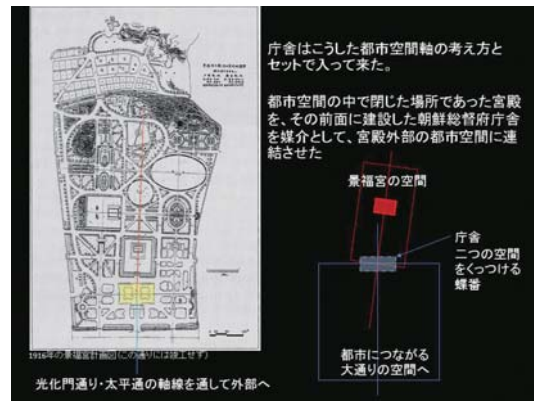 庁舎はこうした都市空間軸の考え方と
セットで入って来た。
都市空間の中で閉じた場所であった宮殿
を、その前面に建設した朝鮮総督府庁舎
を媒介として、宮殿外部の都市空間に連
結させた
景福宮の空間
庁舎
二つの空間
をくっつける
蝶番
都市につながる
大通りの空間へ
1916年の景福宮計画図(この通りには竣工せず)
光化門通り・太平通の軸線を通して外部へ